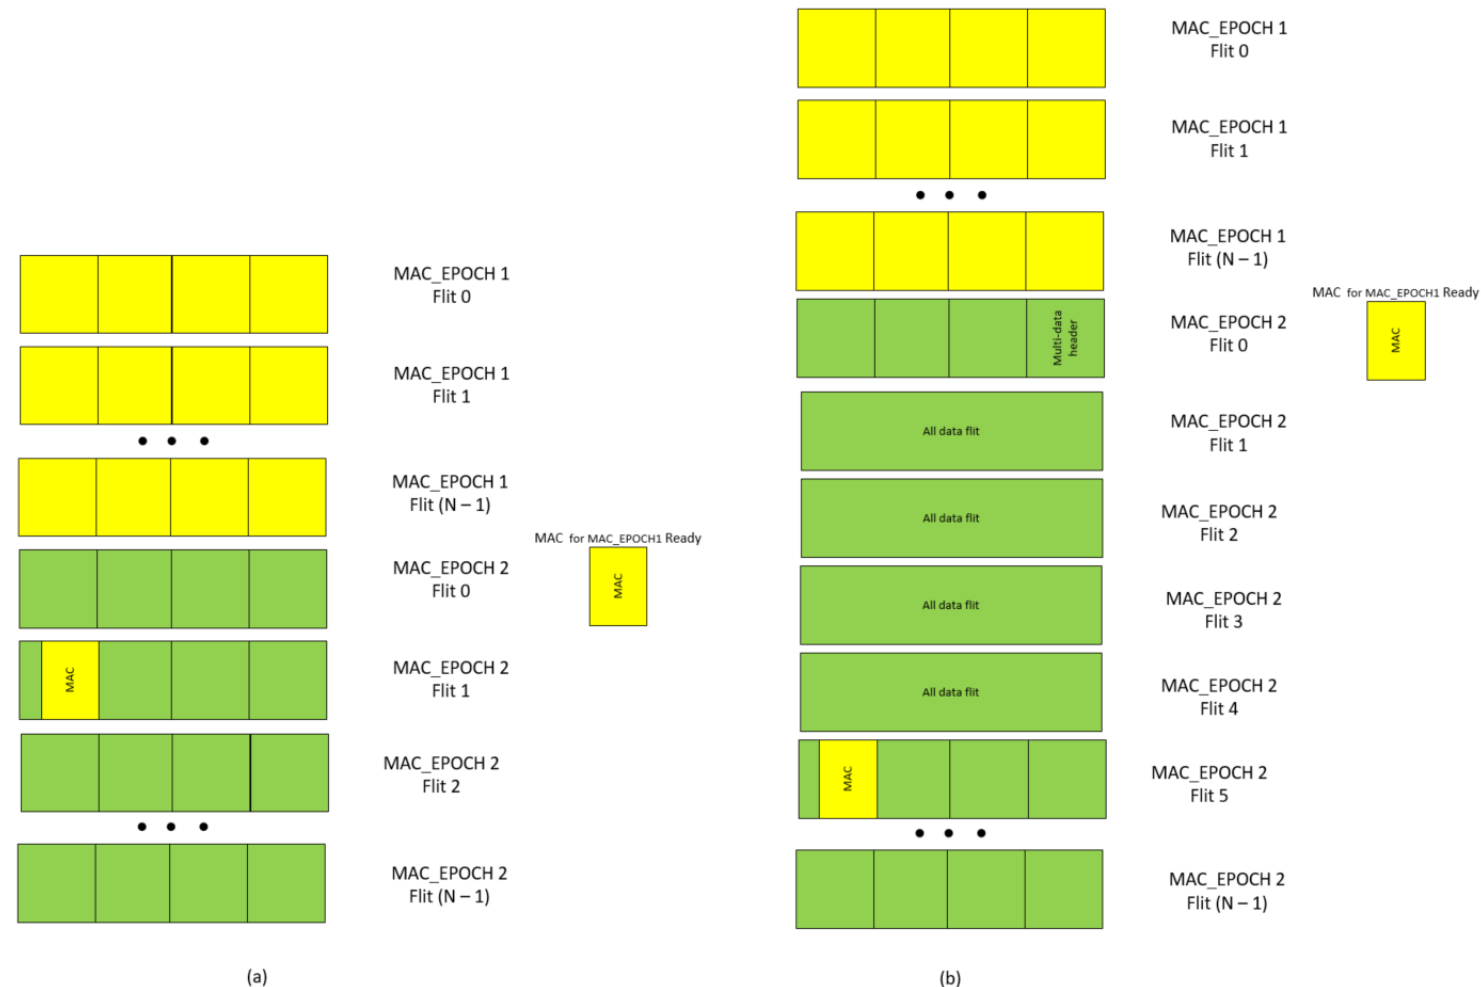 MAC_EPOCH 1
Flit 0
MAC_EPOCH 1
Flit 1
• • •
MAC_EPOCH 1
Flit (N – 1)
MAC for MAC_EPOCH1 Ready
MAC_EPOCH 2
Flit 0
MAC
MAC
MAC_EPOCH 2
Flit 1
MAC_EPOCH 2
Flit 2
• • •
MAC_EPOCH 2
Flit (N – 1)
(a)
MAC_EPOCH 1
Flit 0
MAC_EPOCH 1
Flit 1
• • •
MAC_EPOCH 1
Flit (N – 1)
MAC for MAC_EPOCH1 Ready
Multi-data
header
MAC_EPOCH 2
Flit 0
MAC
All data flit
MAC_EPOCH 2
Flit 1
All data flit
MAC_EPOCH 2
Flit 2
All data flit
MAC_EPOCH 2
Flit 3
All data flit
MAC_EPOCH 2
Flit 4
MAC
MAC_EPOCH 2
Flit 5
• • •
MAC_EPOCH 2
Flit (N – 1)
(b)